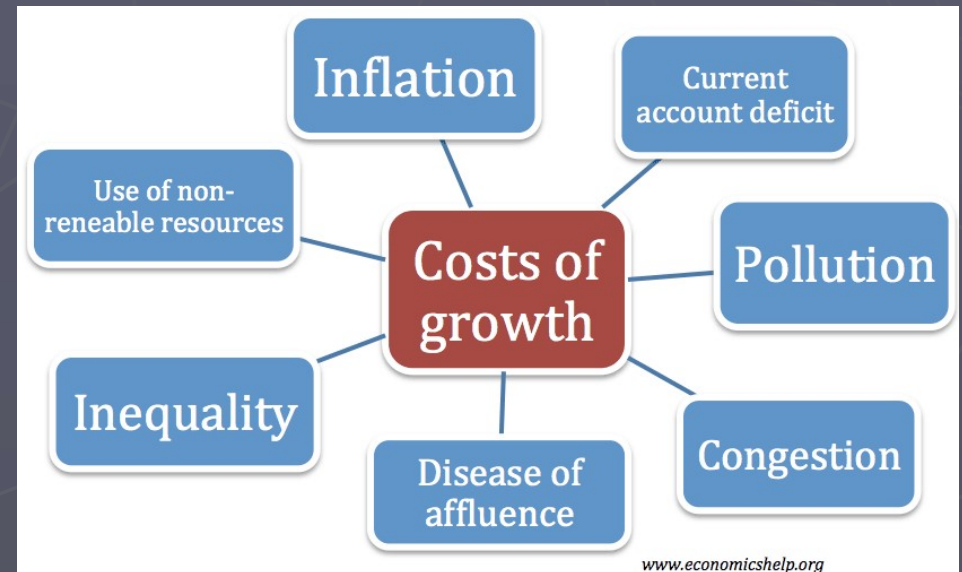 Inflation
Current
account deficit
Use of non-
reneable resources
Costs of
growth
Pollution
Inequality
Disease of
affluence
Congestion
www.economicshelp.org